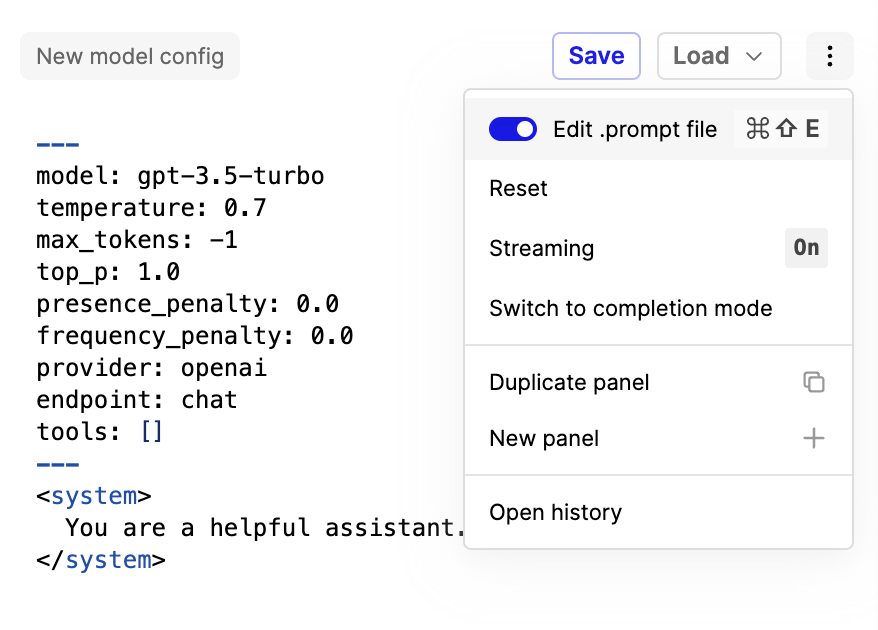 New model config
Save
Load
---
model: gpt-3.5-turbo
temperature: 0.7
max_tokens: -1
top_p: 1.0
presence_penalty: 0.0
frequency_penalty: 0.0
provider: openai
endpoint: chat
tools: []
---
<system>
  You are a helpful assistant.
</system>
Edit .prompt file ⌘ ⇧ E
Reset
Streaming On
Switch to completion mode
Duplicate panel
New panel
Open history